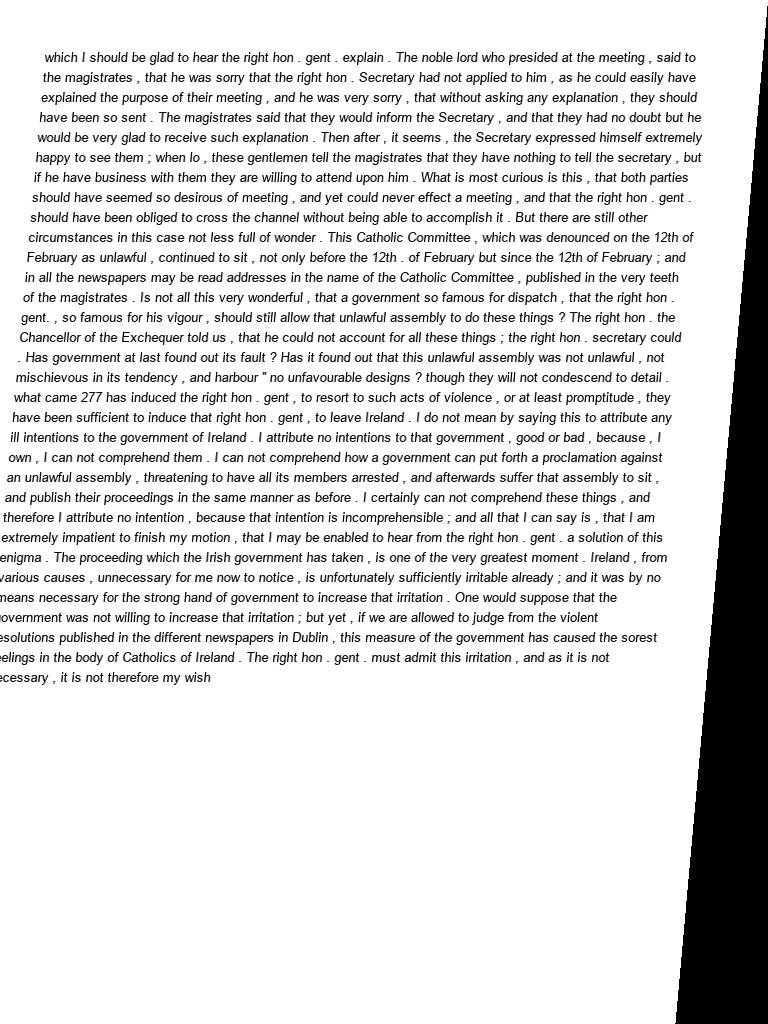 which I should be glad to hear the right hon . gent . explain . The noble lord who presided at the meeting , said to
the magistrates , that he was sorry that the right hon . Secretary had not applied to him , as he could easily have
explained the purpose of their meeting , and he was very sorry , that without asking any explanation , they should
have been so sent . The magistrates said that they would inform the Secretary , and that they had no doubt but he
would be very glad to receive such explanation . Then after , it seems , the Secretary expressed himself extremely
happy to see them ; when lo , these gentlemen tell the magistrates that they have nothing to tell the secretary , but
if he have business with them they are willing to attend upon him . What is most curious is this , that both parties
should have seemed so desirous of meeting , and yet could never effect a meeting , and that the right hon . gent .
should have been obliged to cross the channel without being able to accomplish it . But there are still other
circumstances in this case not less full of wonder . This Catholic Committee , which was denounced on the 12th of
February as unlawful , continued to sit , not only before the 12th . of February but since the 12th of February ; and
in all the newspapers may be read addresses in the name of the Catholic Committee , published in the very teeth
of the magistrates . Is not all this very wonderful , that a government so famous for dispatch , that the right hon .
gent. , so famous for his vigour , should still allow that unlawful assembly to do these things ? The right hon . the
Chancellor of the Exchequer told us , that he could not account for all these things ; the right hon . secretary could
. Has government at last found out its fault ? Has it found out that this unlawful assembly was not unlawful , not
mischievous in its tendency , and harbour " no unfavourable designs ? though they will not condescend to detail .
what came 277 has induced the right hon . gent , to resort to such acts of violence , or at least promptitude , they
have been sufficient to induce that right hon . gent , to leave Ireland . I do not mean by saying this to attribute any
ill intentions to the government of Ireland . I attribute no intentions to that government , good or bad , because , I
own , I can not comprehend them . I can not comprehend how a government can put forth a proclamation against
an unlawful assembly , threatening to have all its members arrested , and afterwards suffer that assembly to sit ,
and publish their proceedings in the same manner as before . I certainly can not comprehend these things , and
therefore I attribute no intention , because that intention is incomprehensible ; and all that I can say is , that I am
extremely impatient to finish my motion , that I may be enabled to hear from the right hon . gent . a solution of this
enigma . The proceeding which the Irish government has taken , is one of the very greatest moment . Ireland , from
various causes , unnecessary for me now to notice , is unfortunately sufficiently irritable already ; and it was by no
means necessary for the strong hand of government to increase that irritation . One would suppose that the
overnment was not willing to increase that irritation ; but yet , if we are allowed to judge from the violent
esolutions published in the different newspapers in Dublin , this measure of the government has caused the sorest
eelings in the body of Catholics of Ireland . The right hon . gent . must admit this irritation , and as it is not
ecessary , it is not therefore my wish